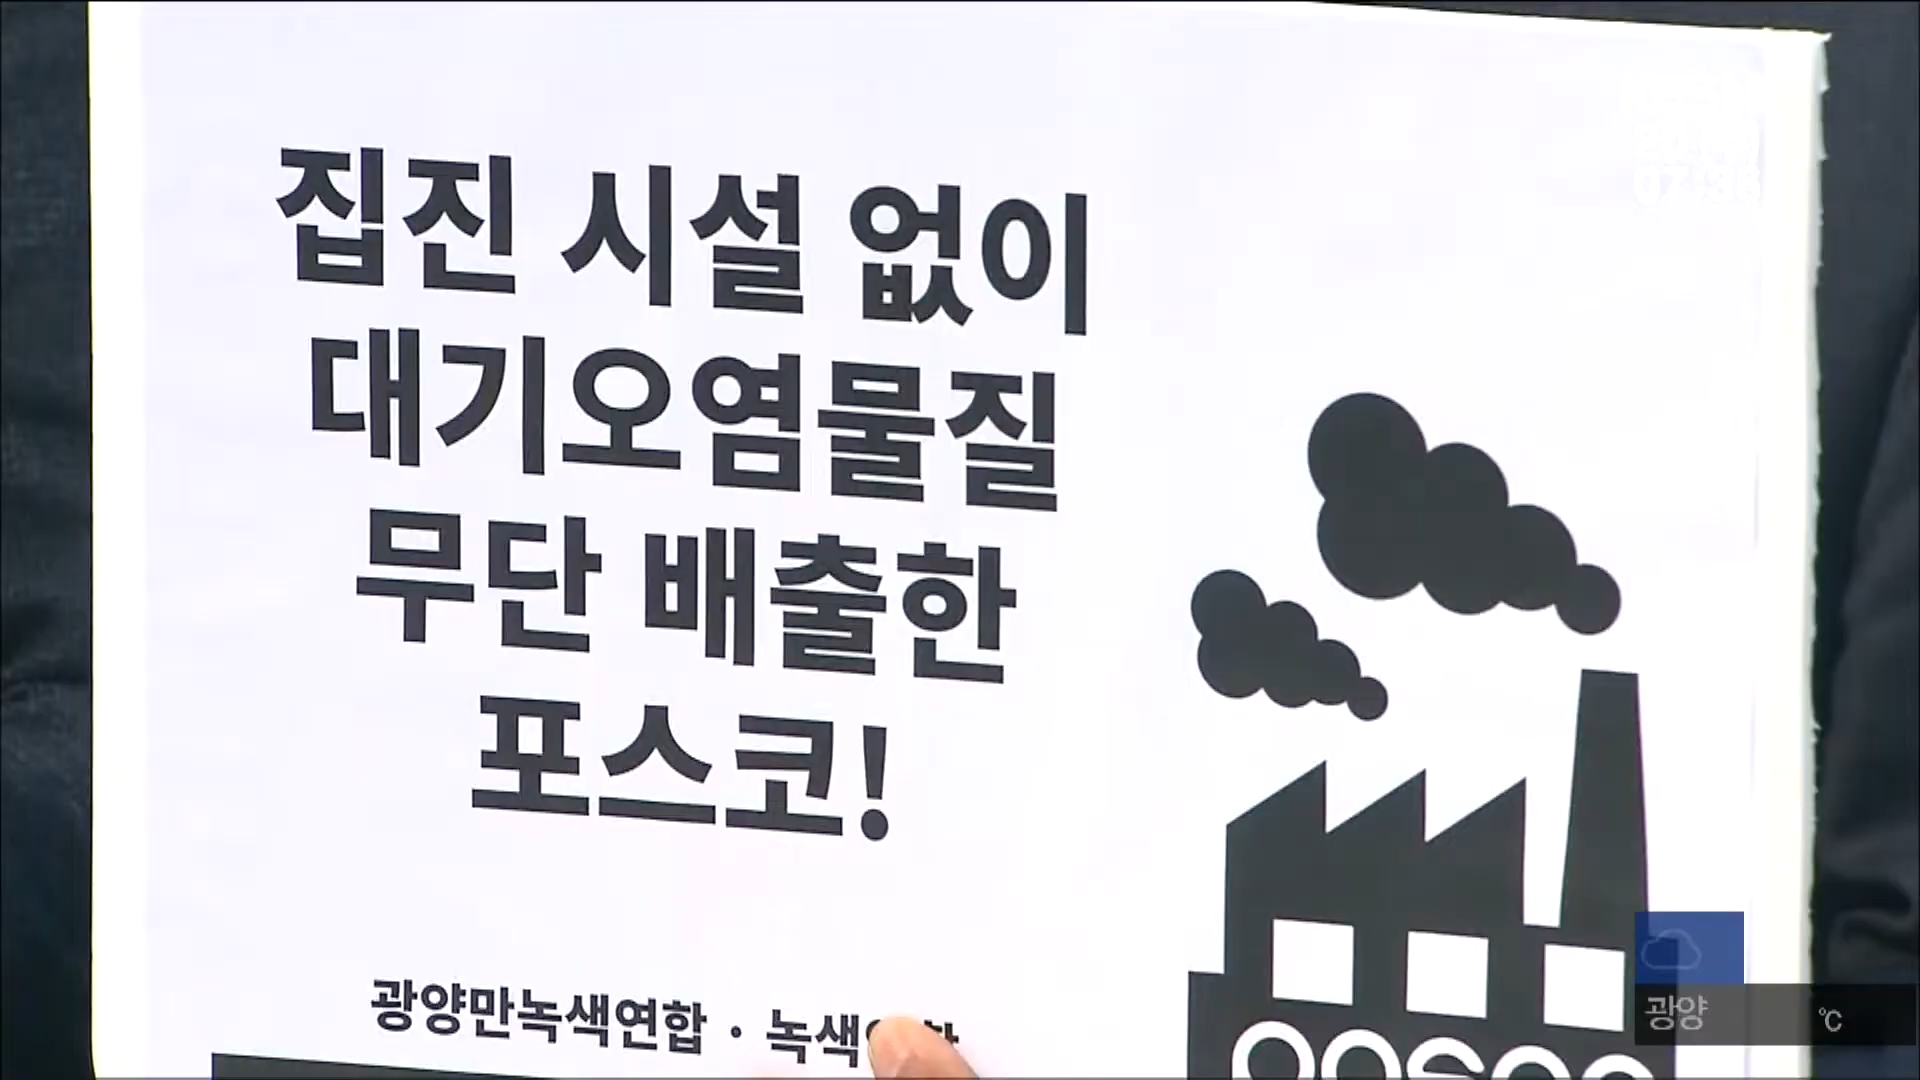 집진 시설 없이
대기오염물질
무단 배출한
포스코!
광양만녹색연합 · 녹색
광양 ℃